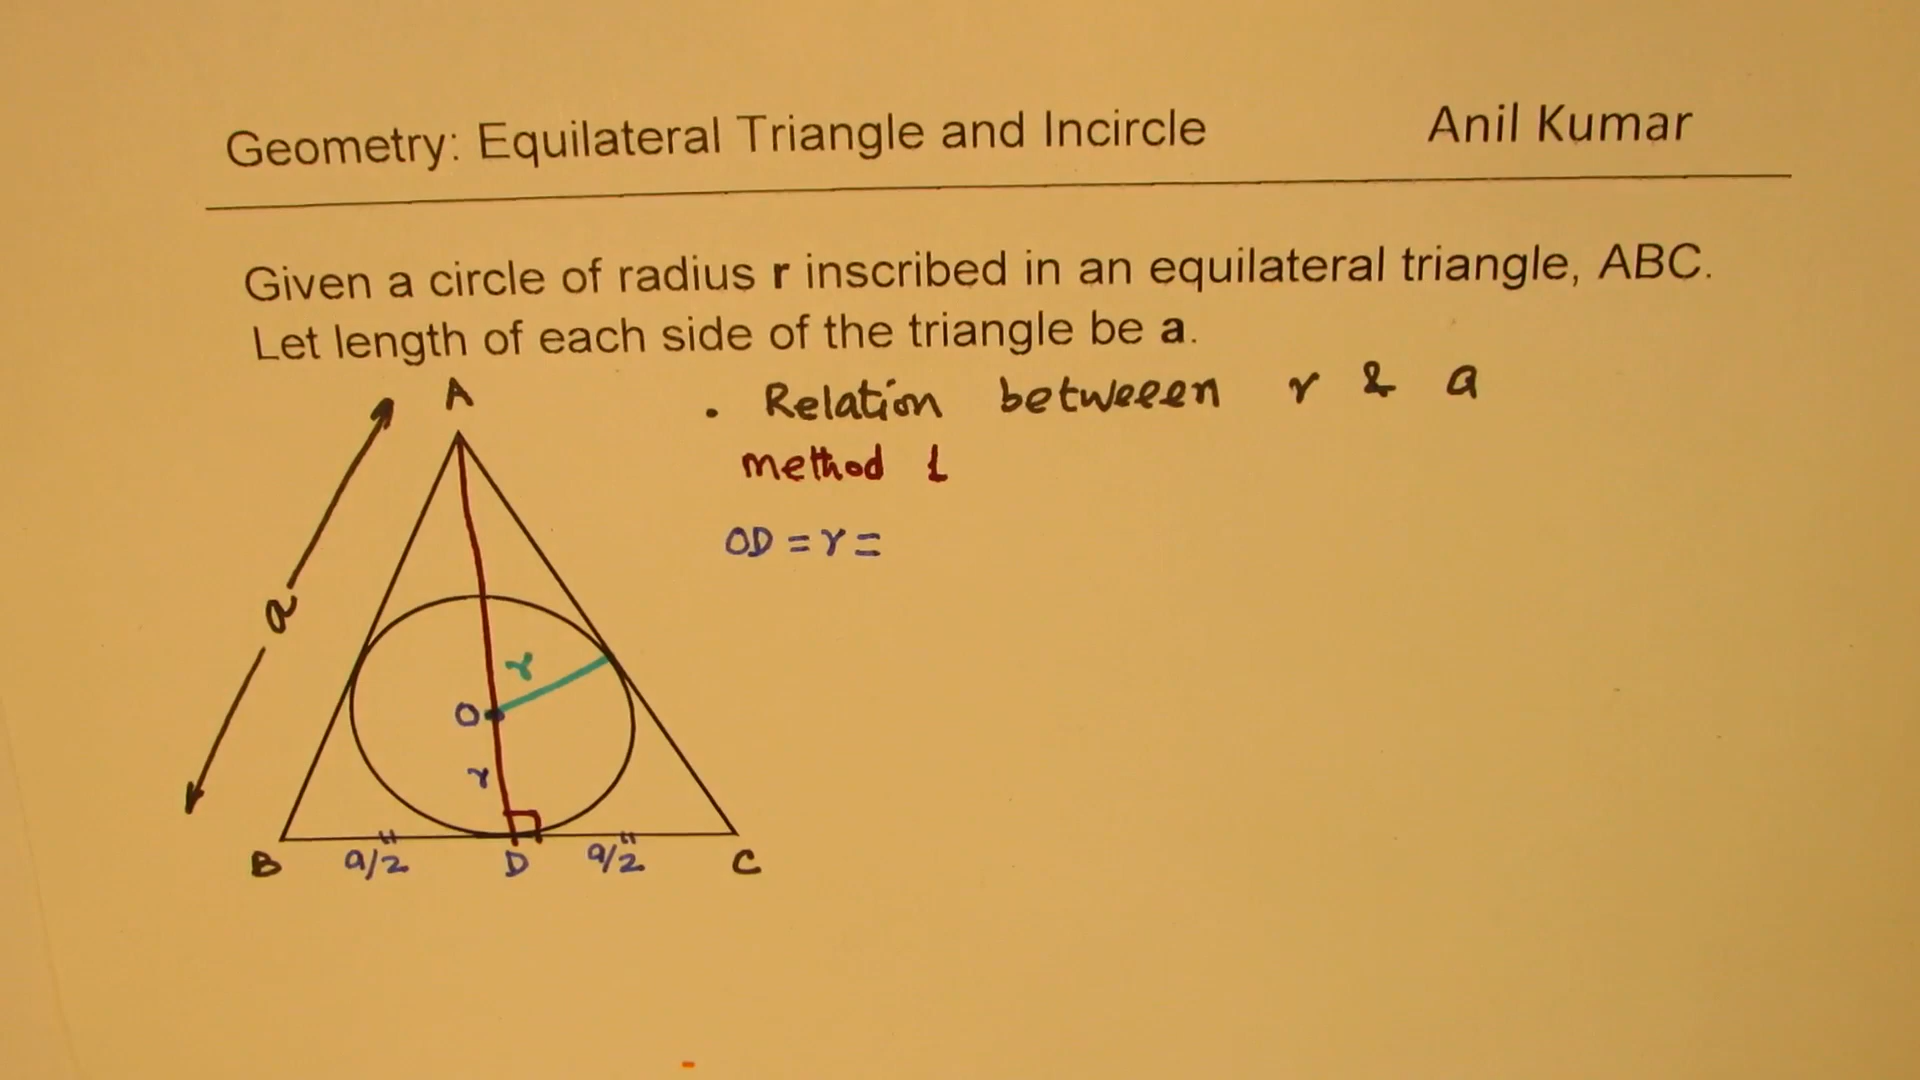 Geometry: Equilateral Triangle and Incircle Anil Kumar
Given a circle of radius r inscribed in an equilateral triangle, ABC.
Let length of each side of the triangle be a.
. Relation betweeen r & a
method 1
OD = r =
A
a
r
O
r
B a/2 D a/2 C